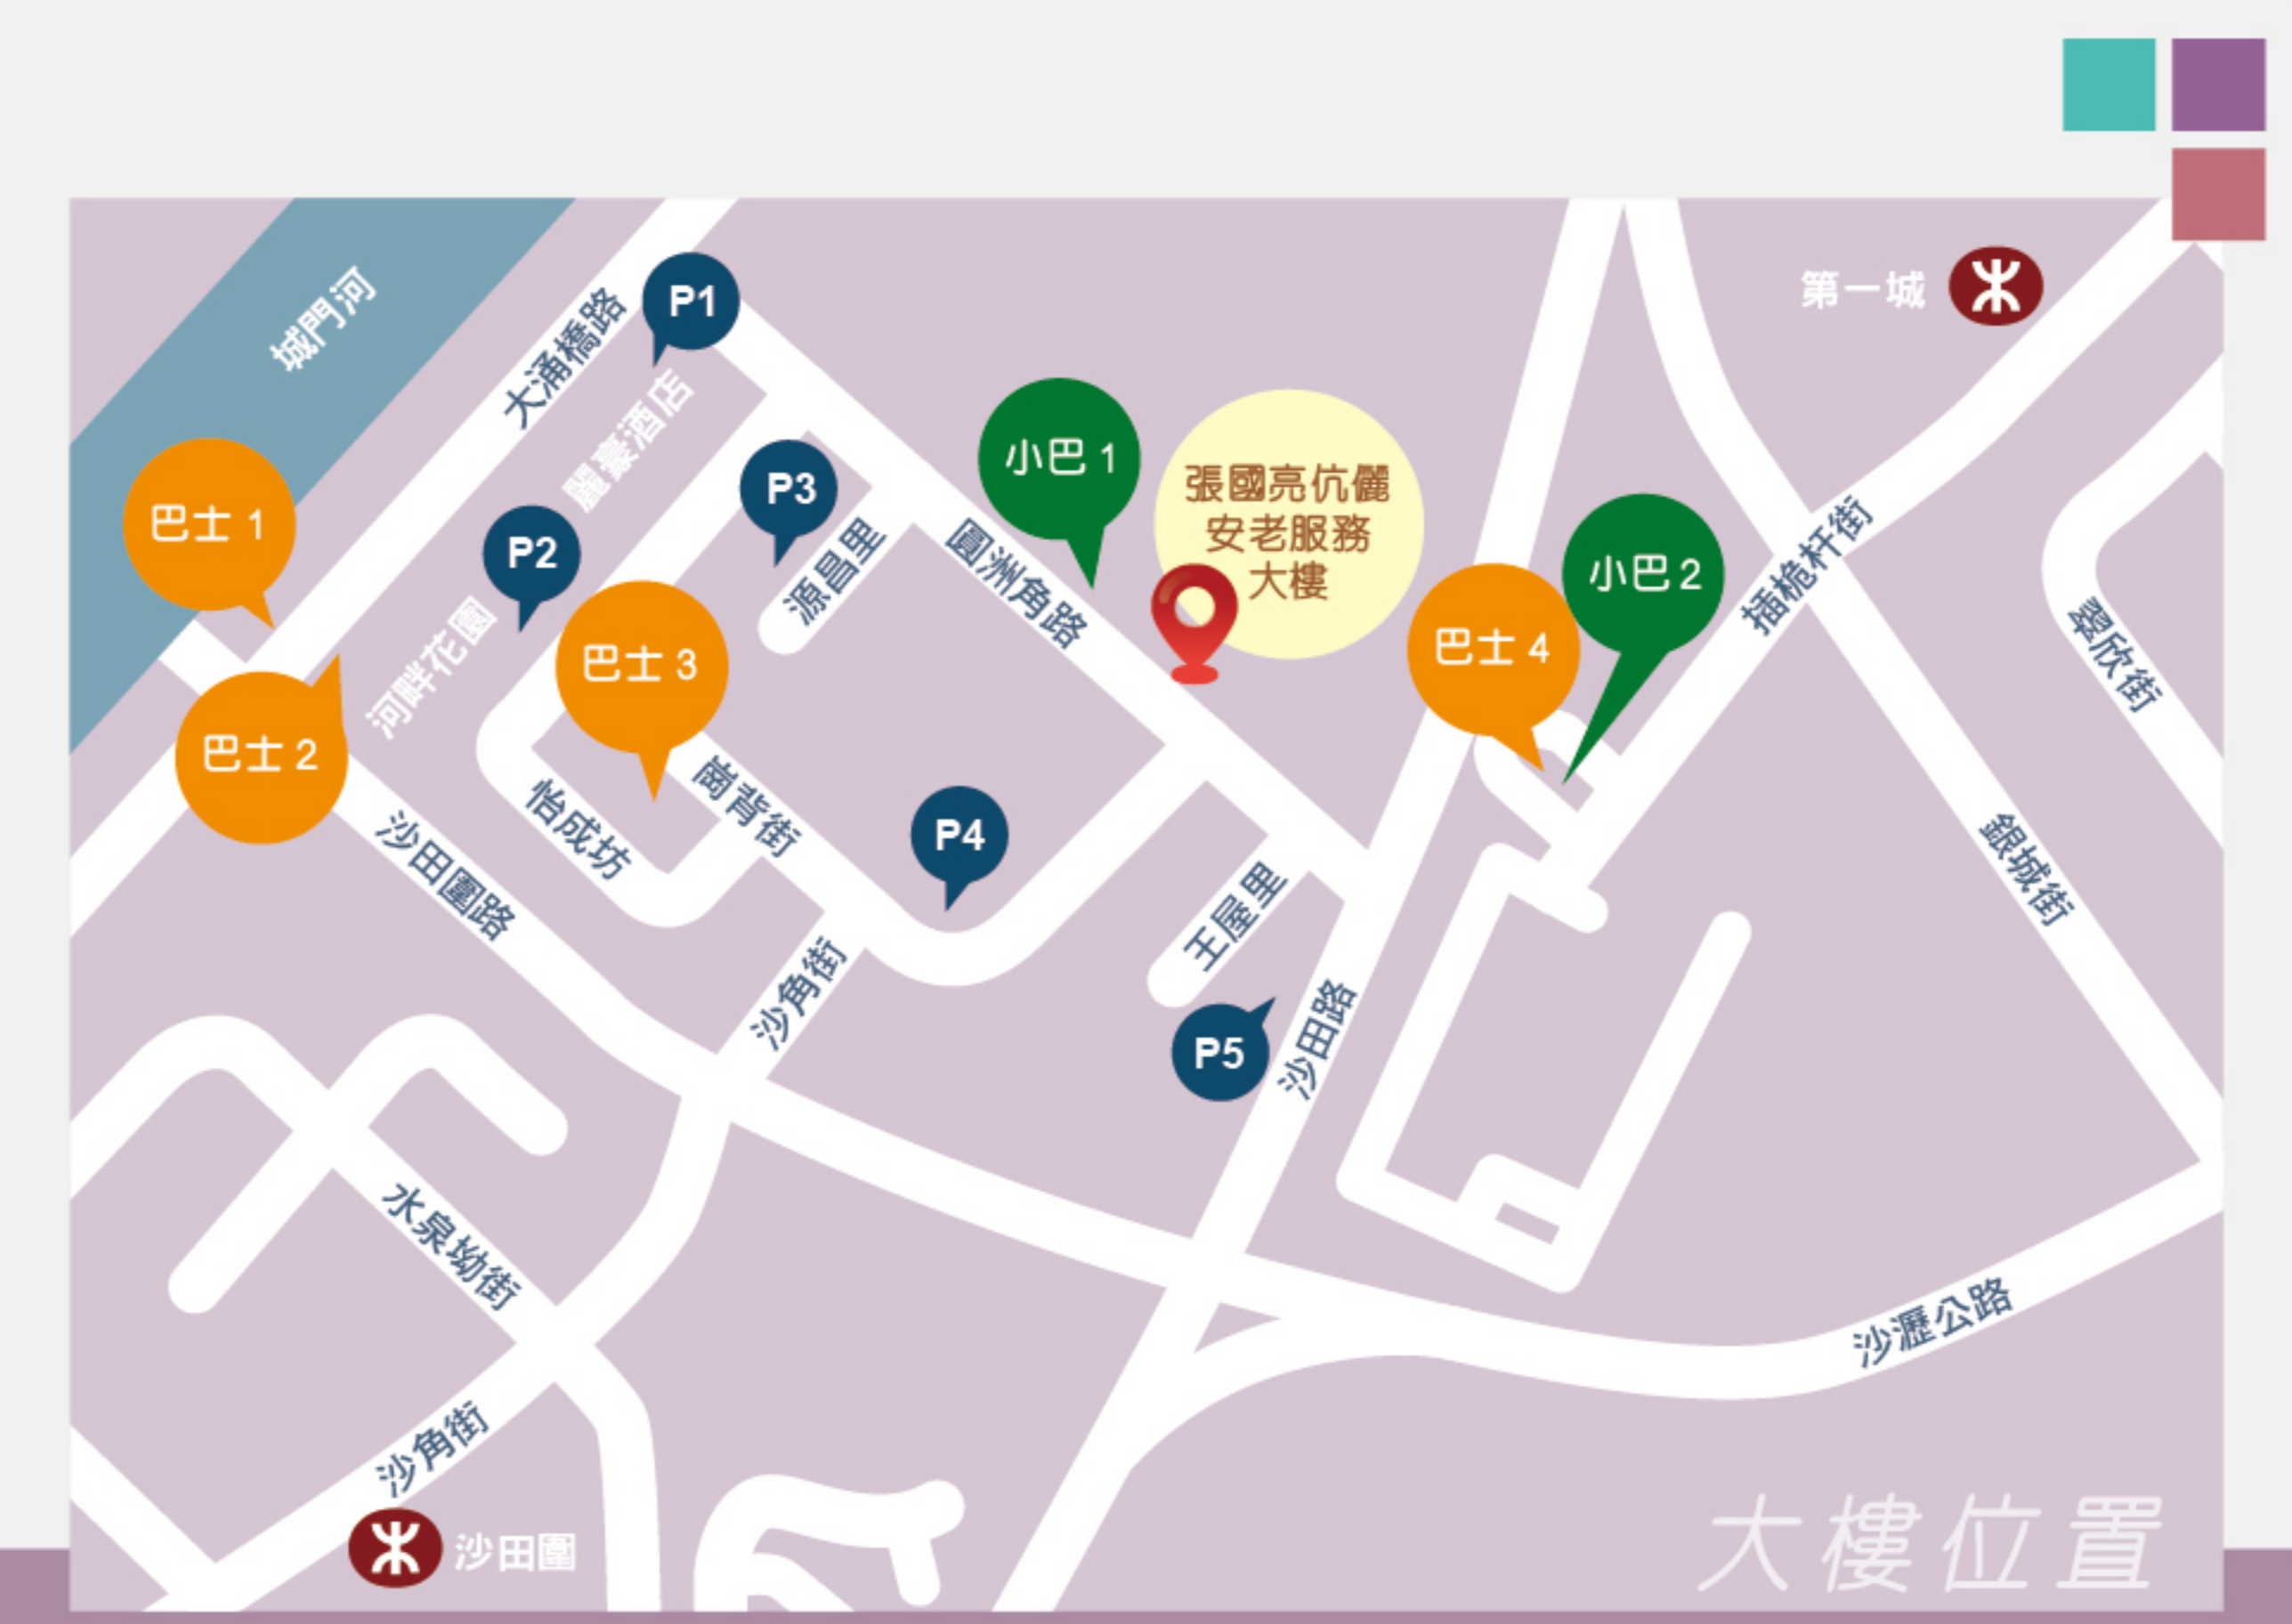 第一城
城門河
大涌橋路
P1
麗豪酒店
小巴 1
張國亮伉儷
安老服務
大樓
巴士 1
P3
P2
源昌里
圓洲角路
小巴 2
插桅杆街
巴士 4
翠欣街
河畔花園
巴士 3
巴士 2
崗背街
怡成坊
沙田圍路
P4
王屋里
銀城街
沙角街
P5
沙田路
水泉坳街
沙瀝公路
沙角街
沙田圍
大樓位置